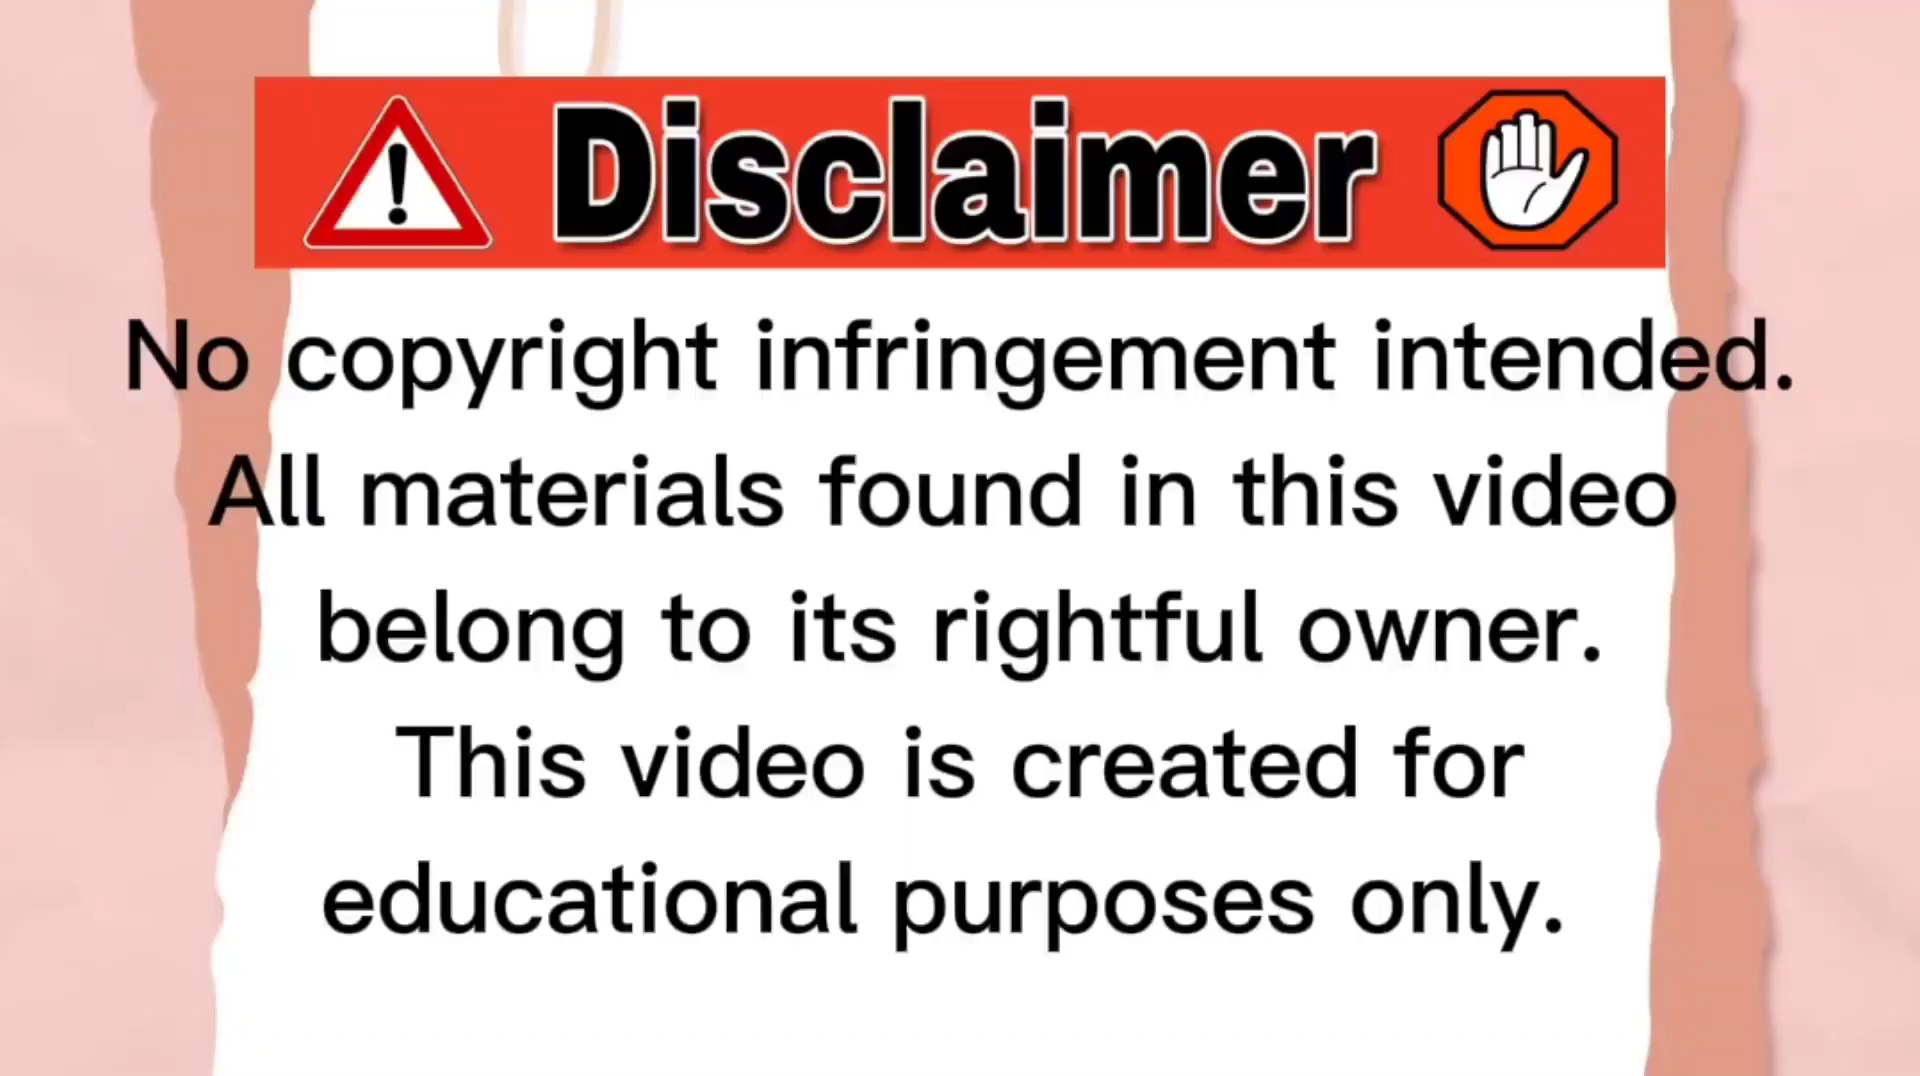 Disclaimer
No copyright infringement intended.
All materials found in this video
belong to its rightful owner.
This video is created for
educational purposes only.